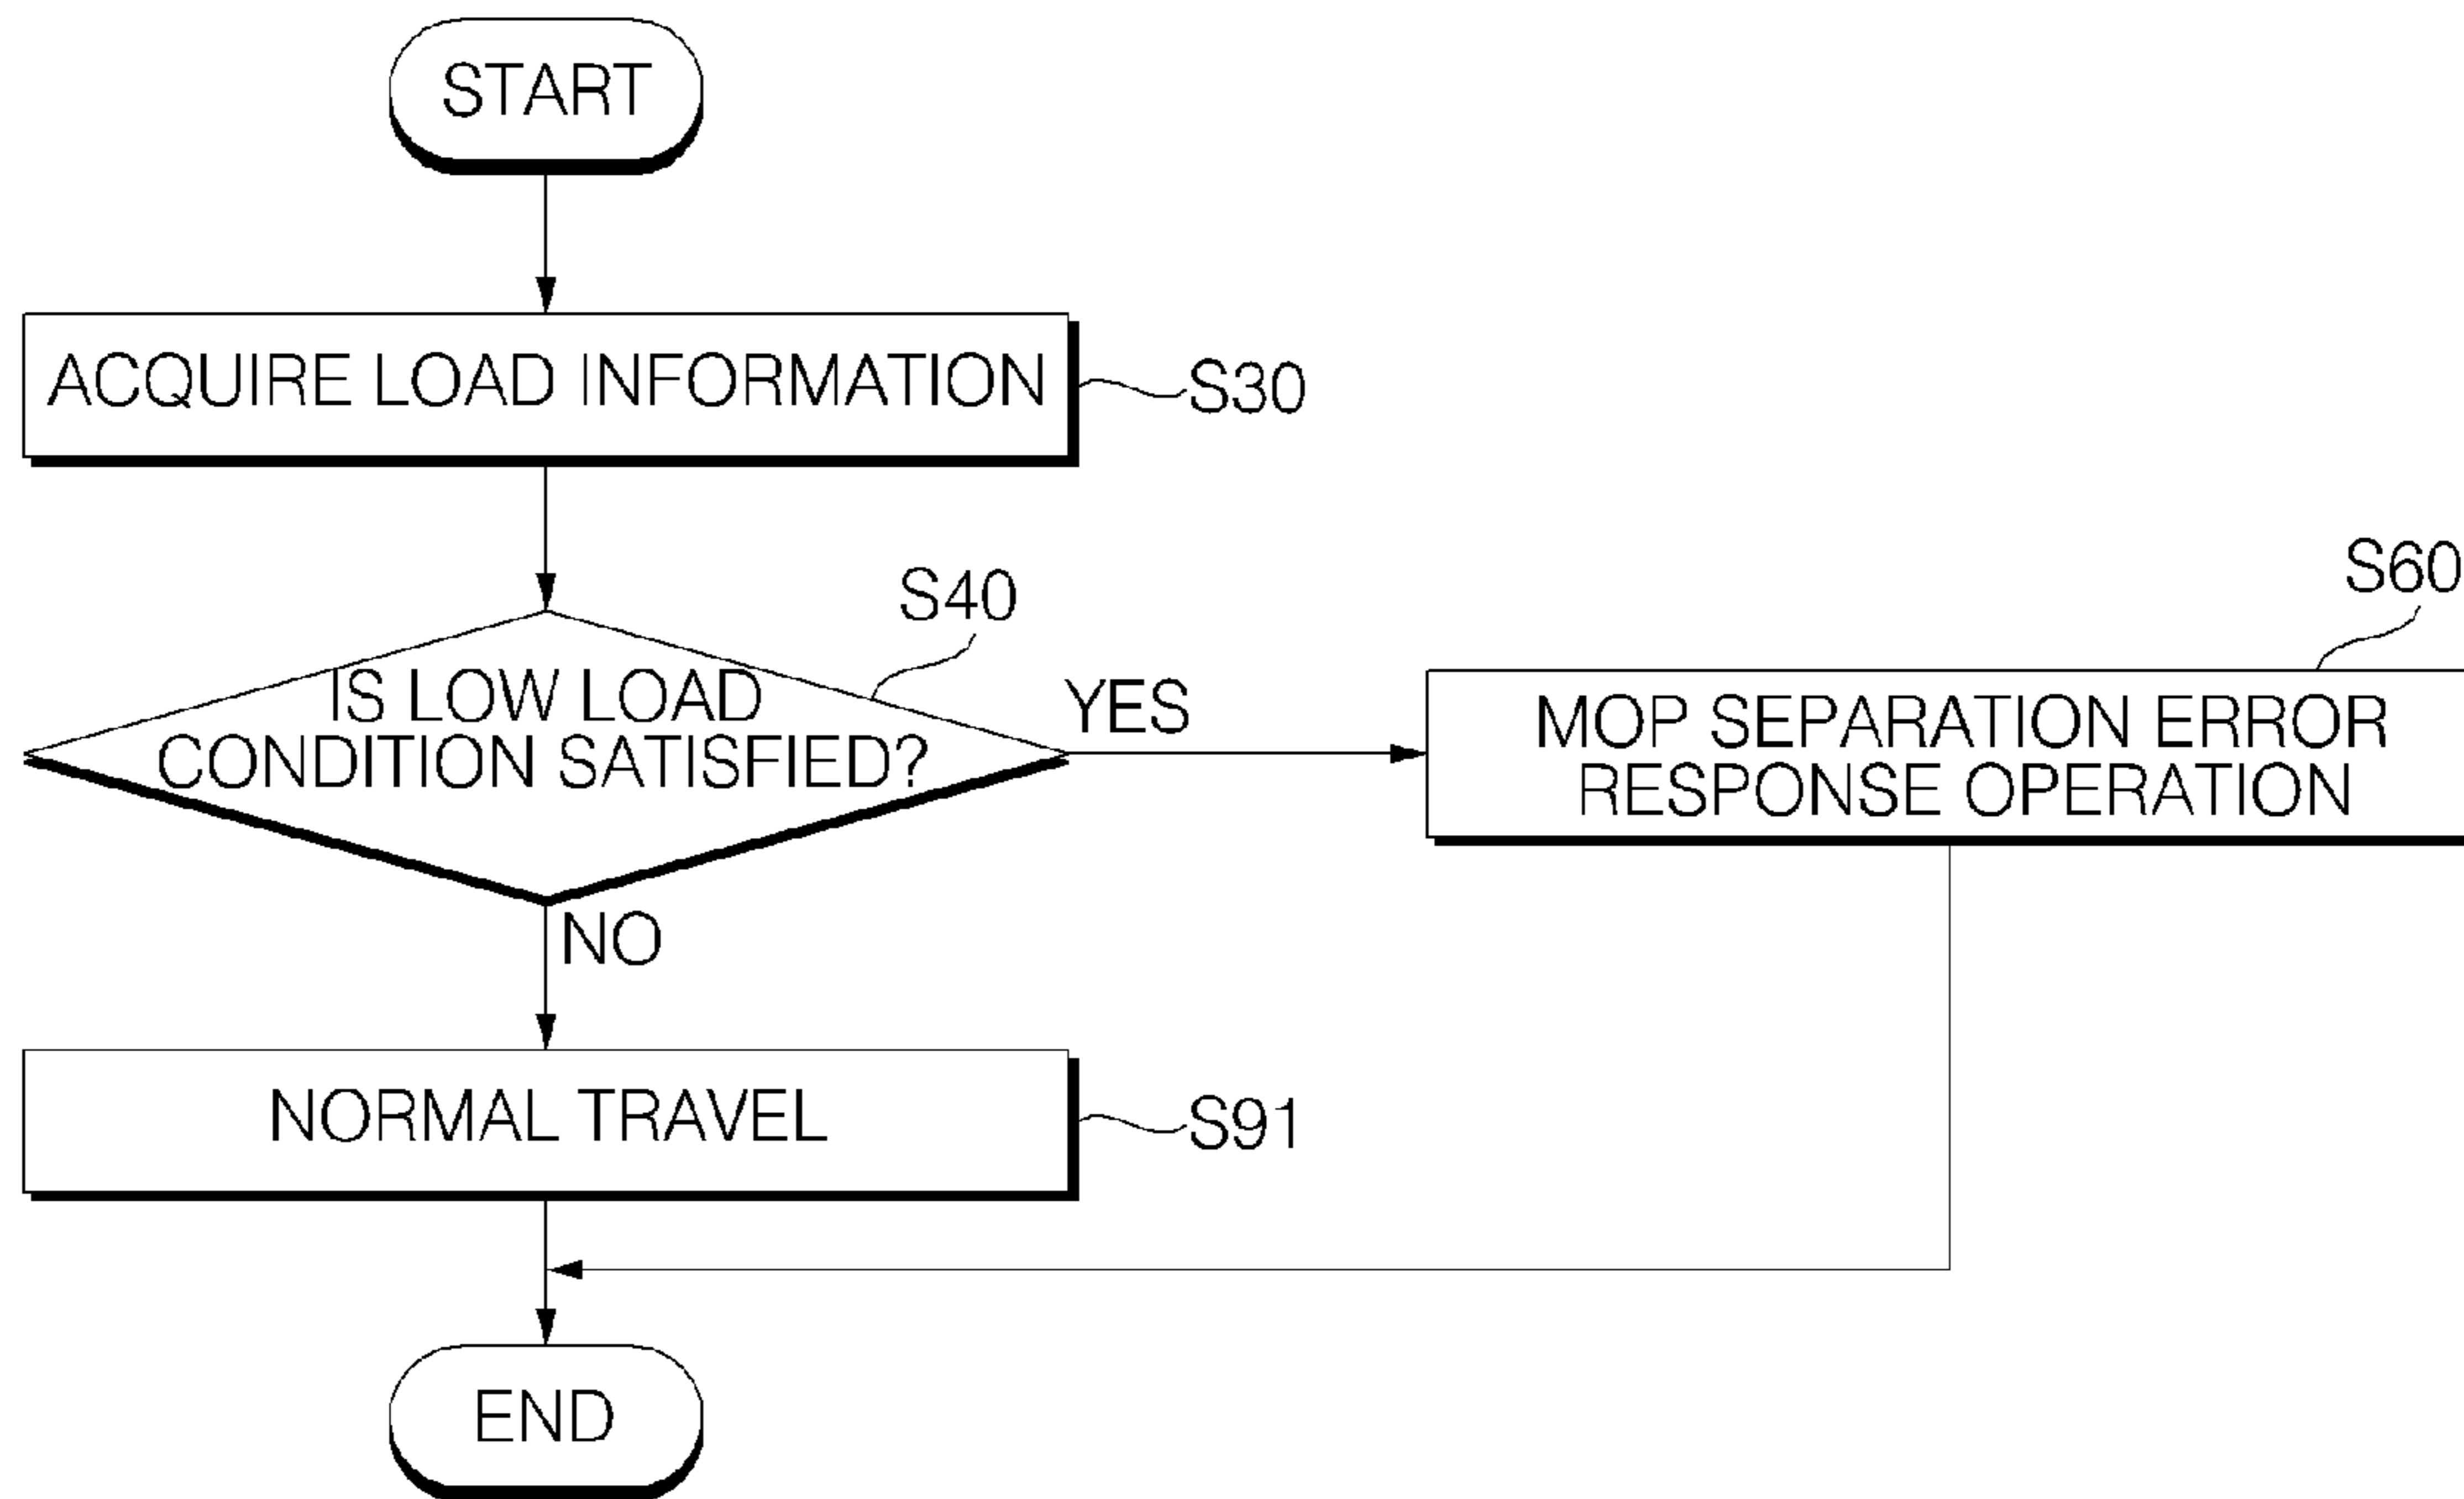 START
ACQUIRE LOAD INFORMATION
S30
S40
IS LOW LOAD
CONDITION SATISFIED?
YES
S60
MOP SEPARATION ERROR
RESPONSE OPERATION
NO
NORMAL TRAVEL
S91
END